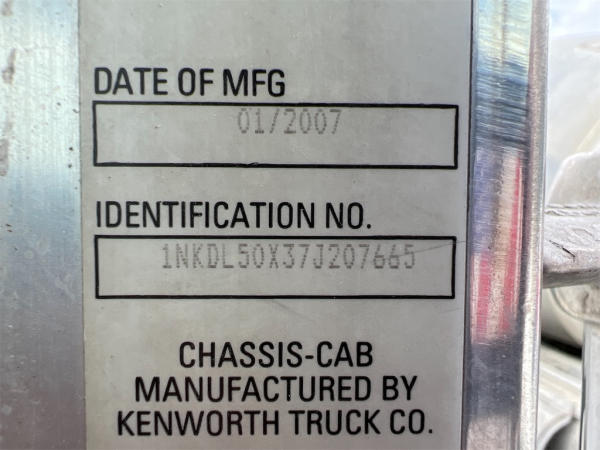 DATE OF MFG
01/2007
IDENTIFICATION NO.
1NKDL50X37J207665
CHASSIS-CAB
MANUFACTURED BY
KENWORTH TRUCK CO.